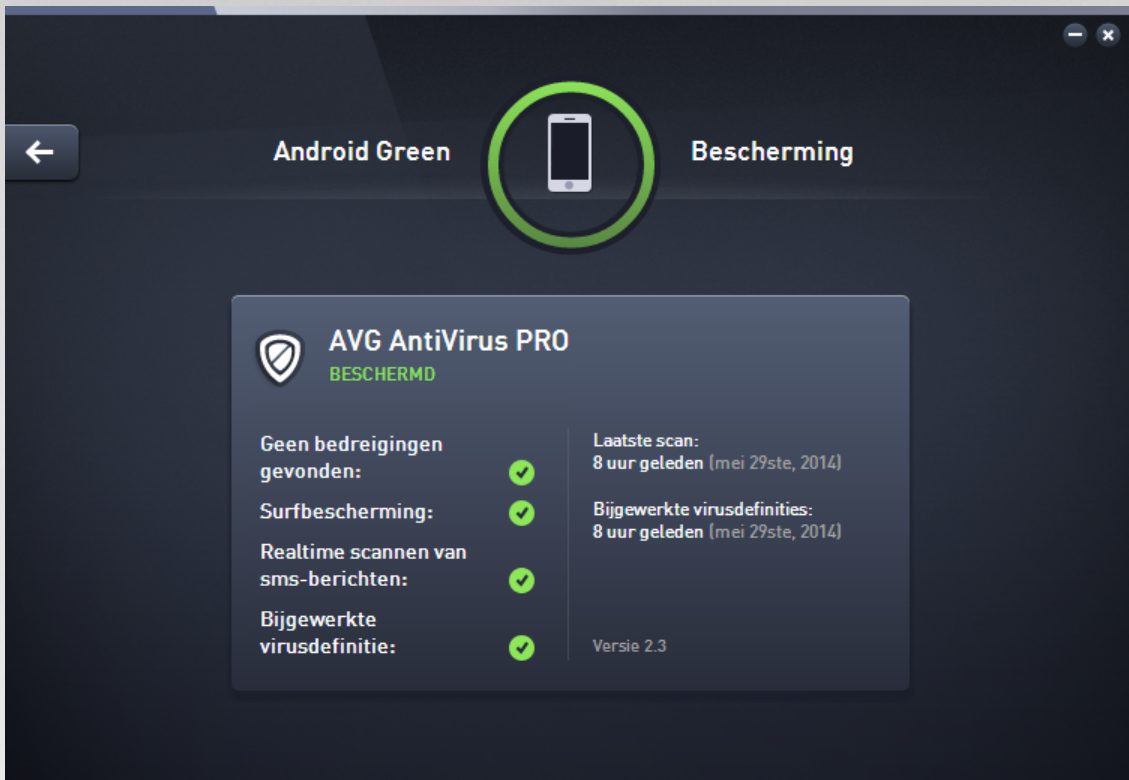 Android Green
Bescherming
AVG AntiVirus PRO
BESCHERMD
Geen bedreigingen
gevonden:
Surfbescherming:
Realtime scannen van
sms-berichten:
Bijgewerkte
virusdefinitie:
Laatste scan:
8 uur geleden (mei 29ste, 2014)
Bijgewerkte virusdefinities:
8 uur geleden (mei 29ste, 2014)
Versie 2.3